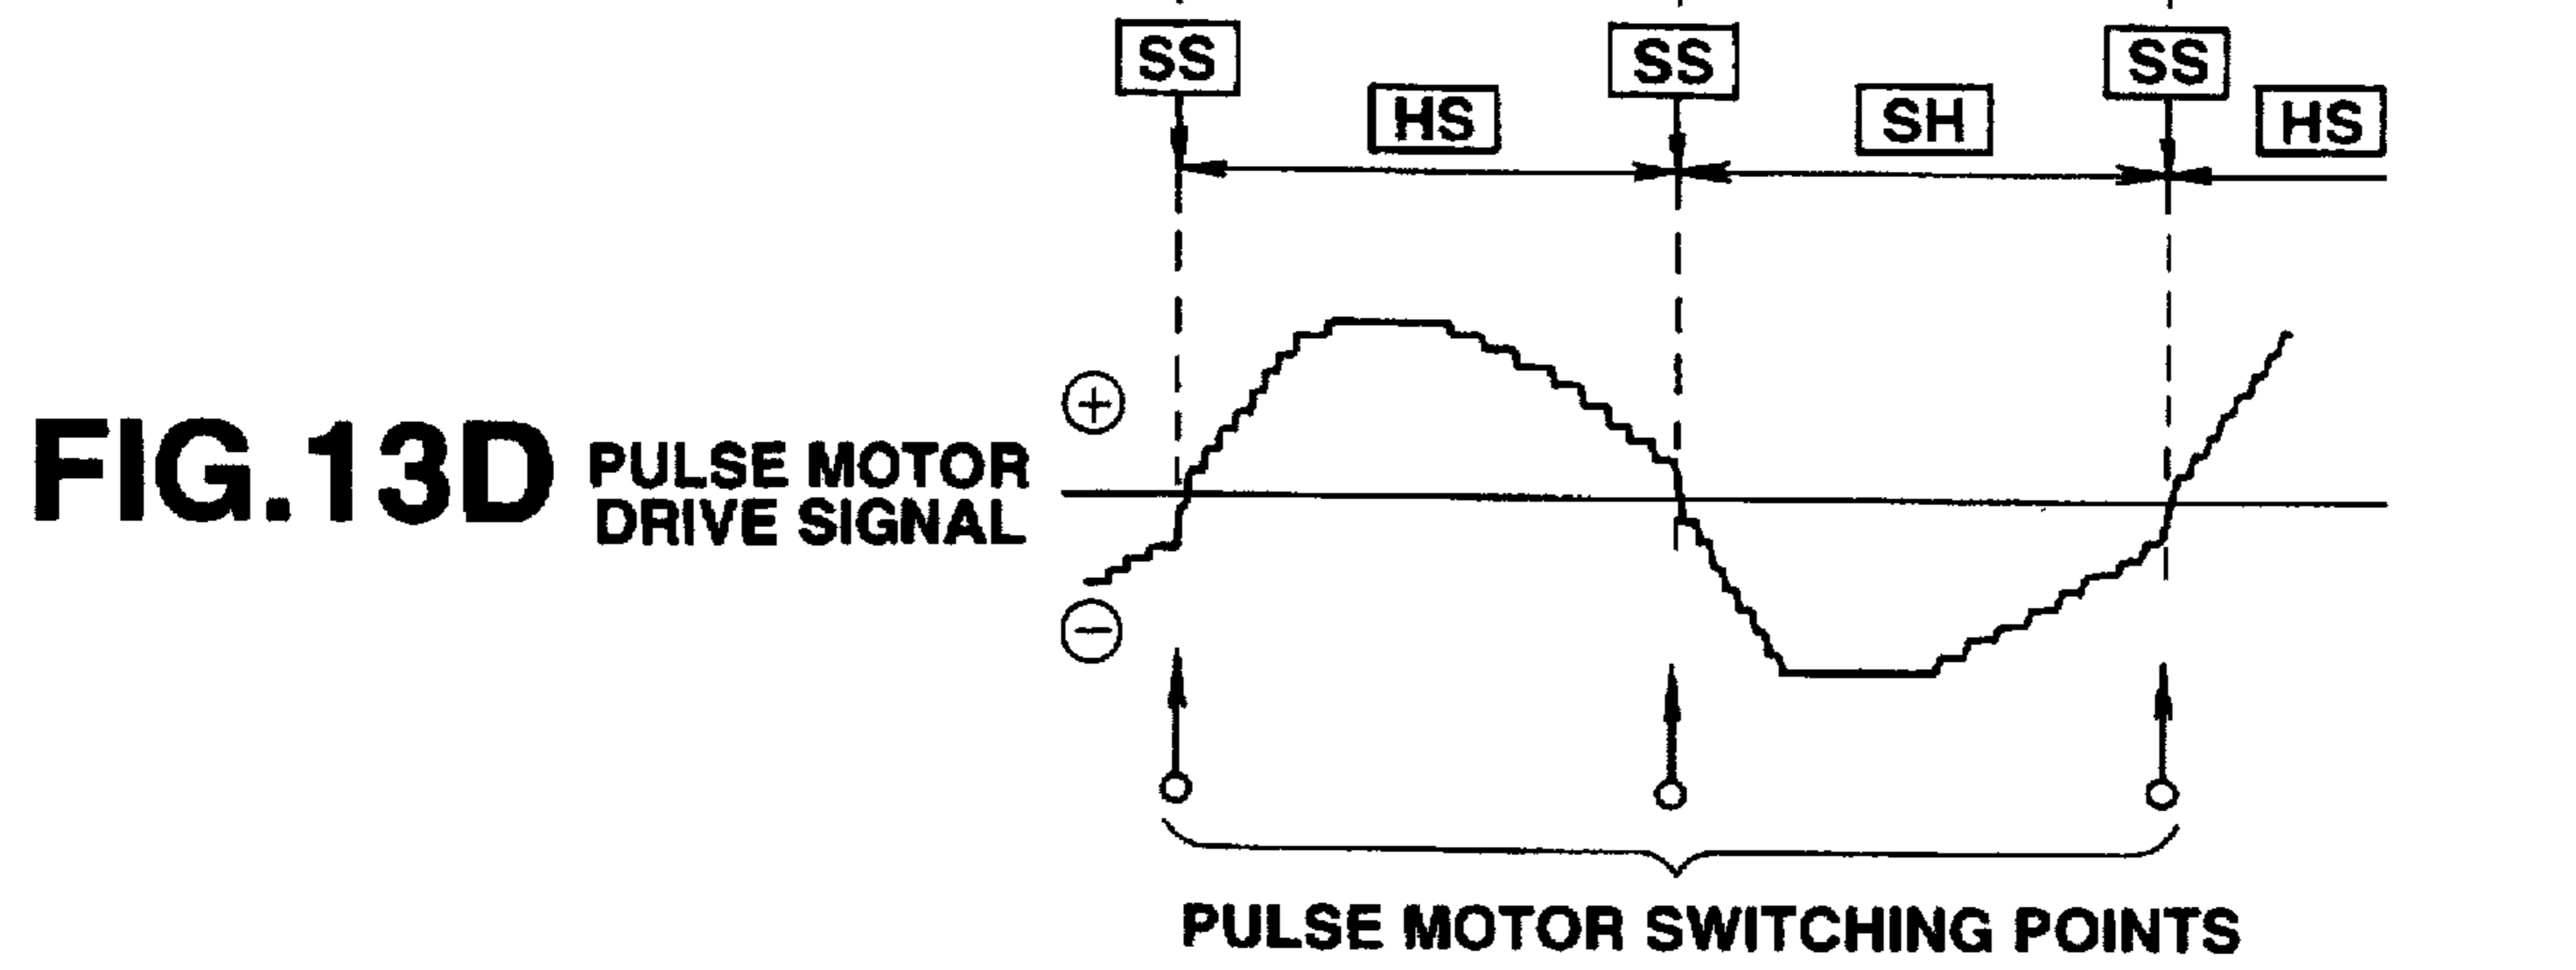 SS SS SS
HS SH HS
+
FIG.13D PULSE MOTOR
DRIVE SIGNAL
−
PULSE MOTOR SWITCHING POINTS